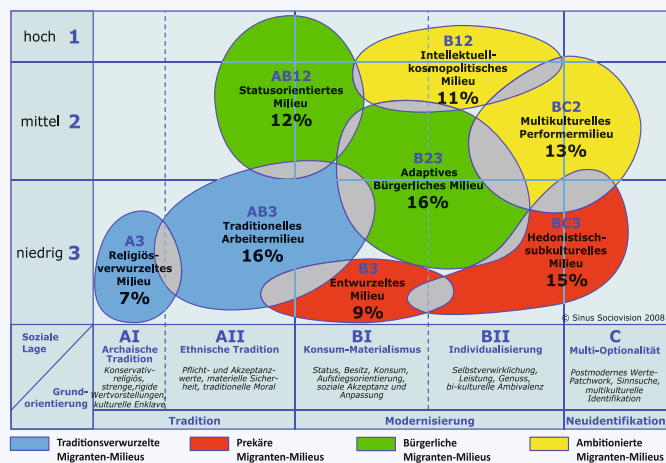 hoch 1
mittel 2
niedrig 3
AB12
Statusorientiertes
Milieu
12%
B12
Intellektuell-
kosmopolitisches
Milieu
11%
BC2
Multikulturelles
Performermilieu
13%
B23
Adaptives
Bürgerliches Milieu
16%
A3
Religiös-
verwurzeltes
Milieu
7%
AB3
Traditionelles
Arbeitermilieu
16%
B3
Entwurzeltes
Milieu
9%
BC3
Hedonistisch-
subkulturelles
Milieu
15%
© Sinus Sociovision 2008
Soziale
Lage
Grund-
orientierung
AI
Archaische
Tradition
Konservativ-
religiös,
strenge,rigide
Wertvorstellungen,
kulturelle Enklave
AII
Ethnische Tradition
Pflicht- und Akzeptanz-
werte, materielle Sicher-
heit, traditionelle Moral
BI
Konsum-Materialismus
Status, Besitz, Konsum,
Aufstiegsorientierung,
soziale Akzeptanz und
Anpassung
BII
Individualisierung
Selbstverwirklichung,
Leistung, Genuss,
bi-kulturelle Ambivalenz
C
Multi-Optionalität
Postmodernes Werte-
Patchwork, Sinnsuche,
multikulturelle
Identifikation
Tradition
Modernisierung
Neuidentifikation
Traditionsverwurzelte
Migranten-Milieus
Prekäre
Migranten-Milieus
Bürgerliche
Migranten-Milieus
Ambitionierte
Migranten-Milieus